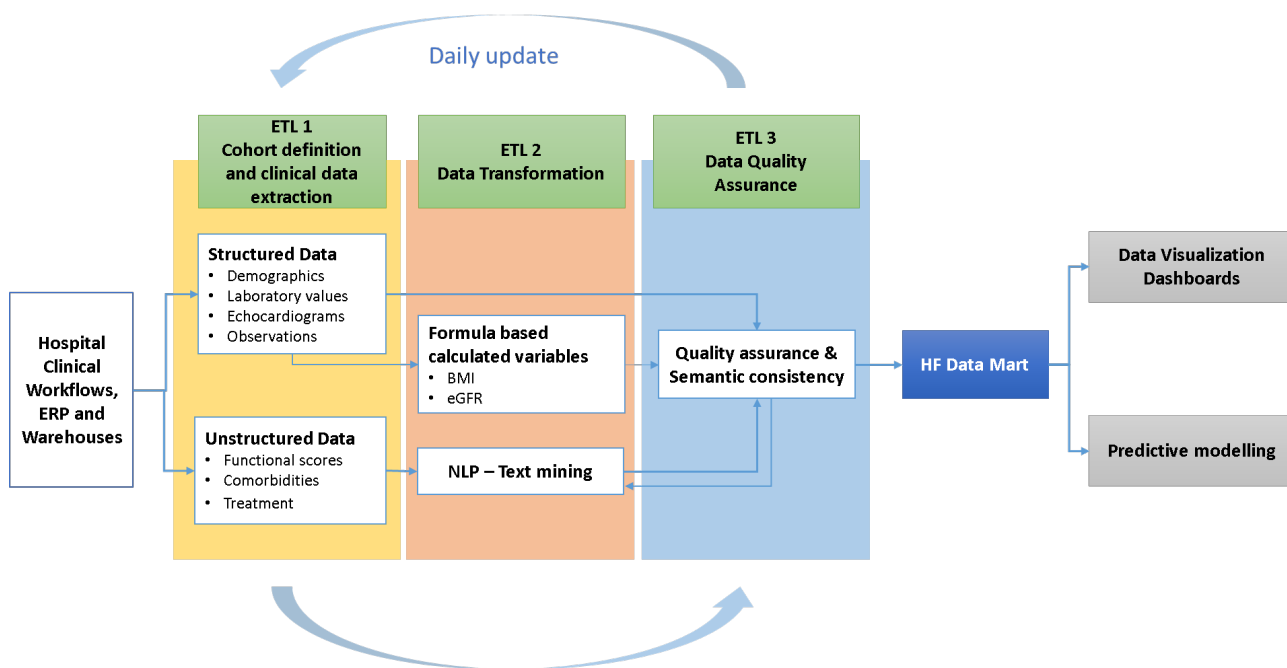 Daily update
ETL 1
Cohort definition
and clinical data
extraction
ETL 2
Data Transformation
ETL 3
Data Quality
Assurance
Hospital
Clinical
Workflows,
ERP and
Warehouses
Structured Data
• Demographics
• Laboratory values
• Echocardiograms
• Observations
Unstructured Data
• Functional scores
• Comorbidities
• Treatment
Formula based
calculated variables
• BMI
• eGFR
NLP – Text mining
Quality assurance &
Semantic consistency
HF Data Mart
Data Visualization
Dashboards
Predictive modelling